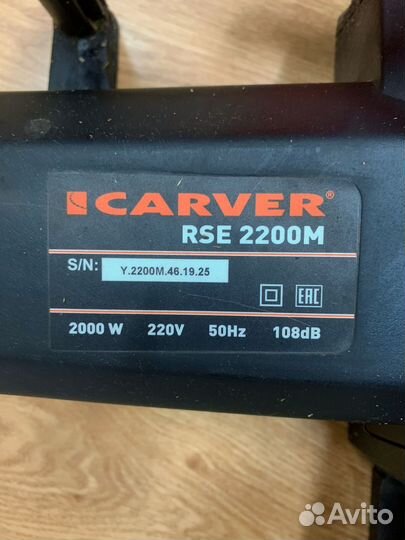 CARVER®
RSE 2200M
S/N: Y.2200M.46.19.25
EAC
2000 W 220V 50Hz 108dB
Avito